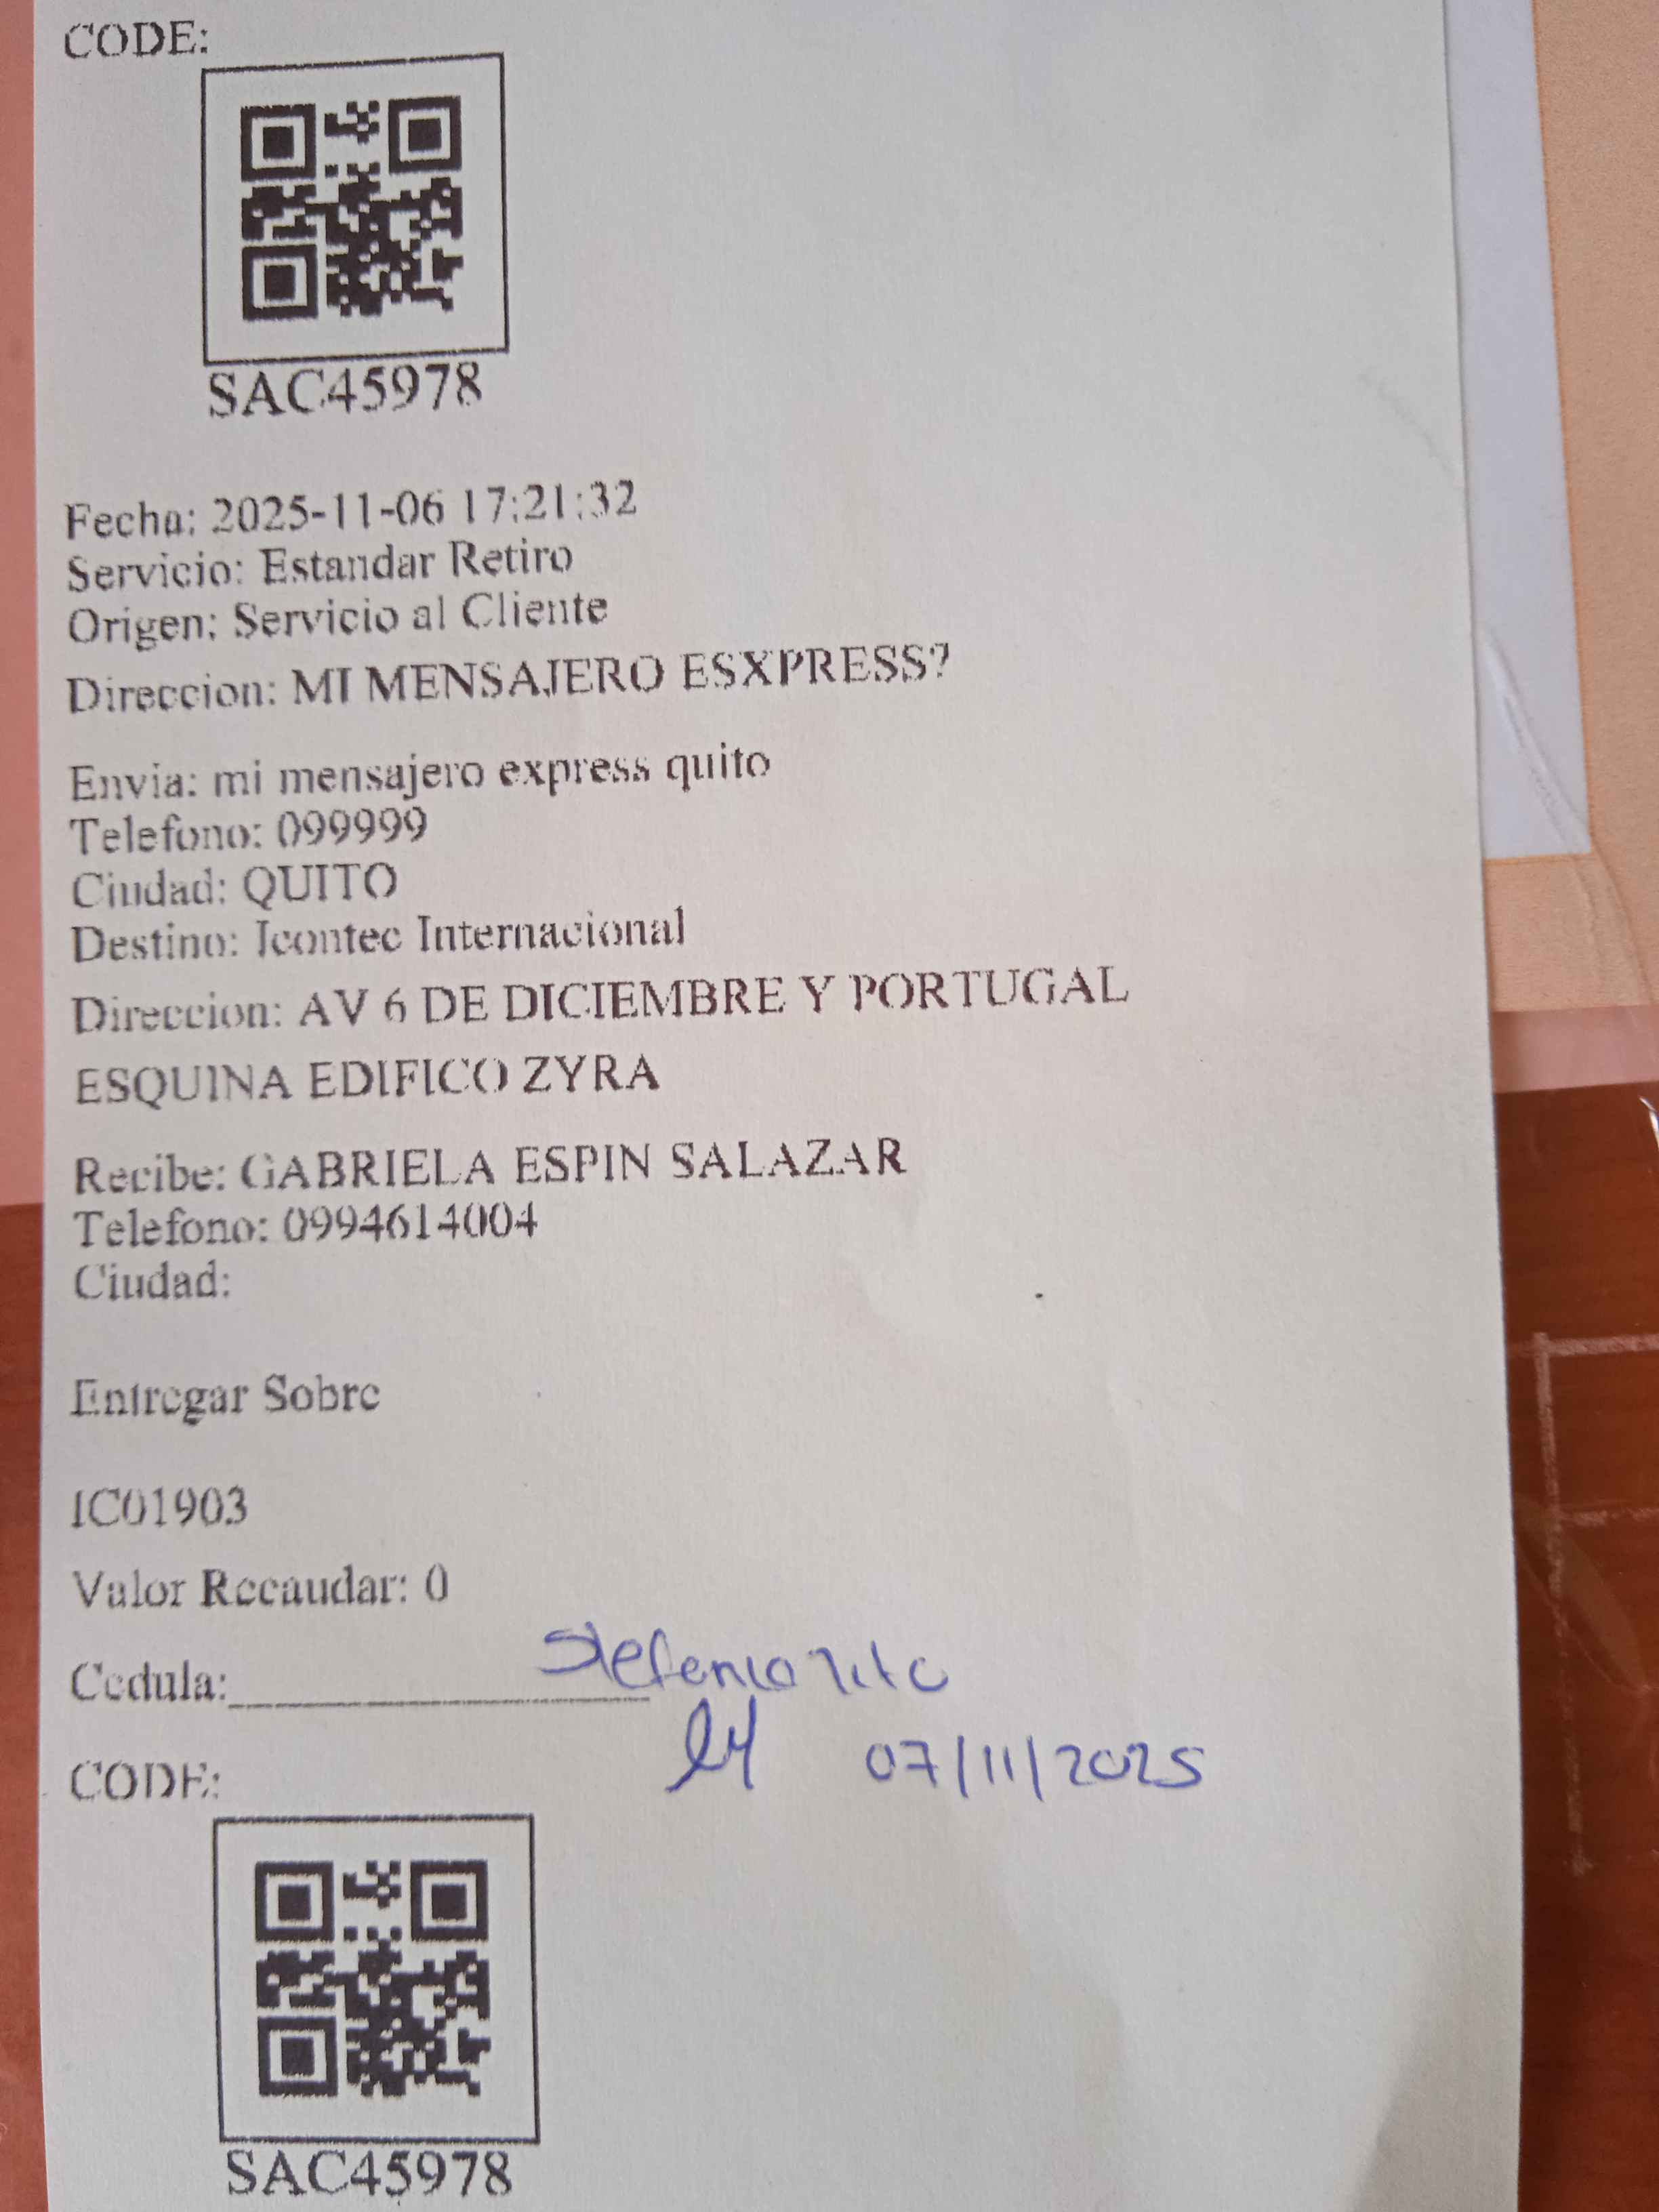 CODE:
SAC45978
Fecha: 2025-11-06 17:21:32
Servicio: Estandar Retiro
Origen: Servicio al Cliente
Direccion: MI MENSAJERO ESXPRESS?
Envia: mi mensajero express quito
Telefono: 099999
Ciudad: QUITO
Destino: Icontec Internacional
Direccion: AV 6 DE DICIEMBRE Y PORTUGAL
ESQUINA EDIFICO ZYRA
Recibe: GABRIELA ESPIN SALAZAR
Telefono: 0994614004
Ciudad:
Entregar Sobre
IC01903
Valor Recaudar: 0
Cedula:
07/11/2025
CODE:
SAC45978